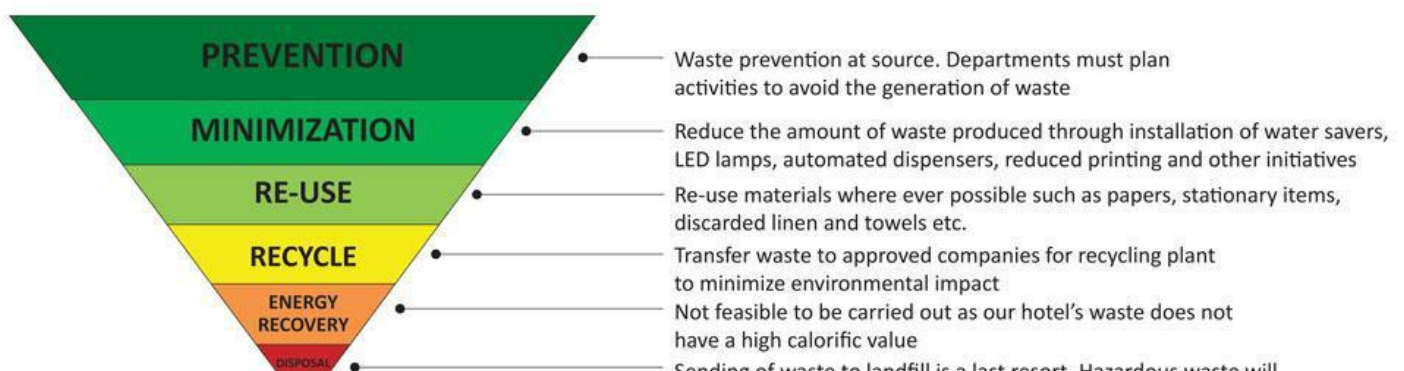 PREVENTION
Waste prevention at source. Departments must plan
activities to avoid the generation of waste
MINIMIZATION
Reduce the amount of waste produced through installation of water savers,
LED lamps, automated dispensers, reduced printing and other initiatives
RE-USE
Re-use materials where ever possible such as papers, stationary items,
discarded linen and towels etc.
RECYCLE
Transfer waste to approved companies for recycling plant
to minimize environmental impact
ENERGY
RECOVERY
Not feasible to be carried out as our hotel's waste does not
have a high calorific value
DISPOSAL
Sending of waste to landfill is a last resort. Hazardous waste will